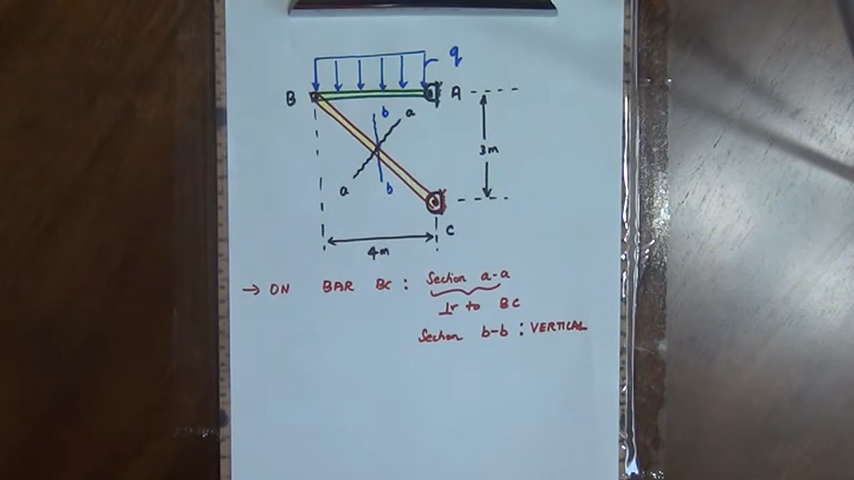 q
B
A
b
a
3m
a
b
C
4m
→ ON BAR BC : Section a-a
⊥r to BC
Section b-b : VERTICAL